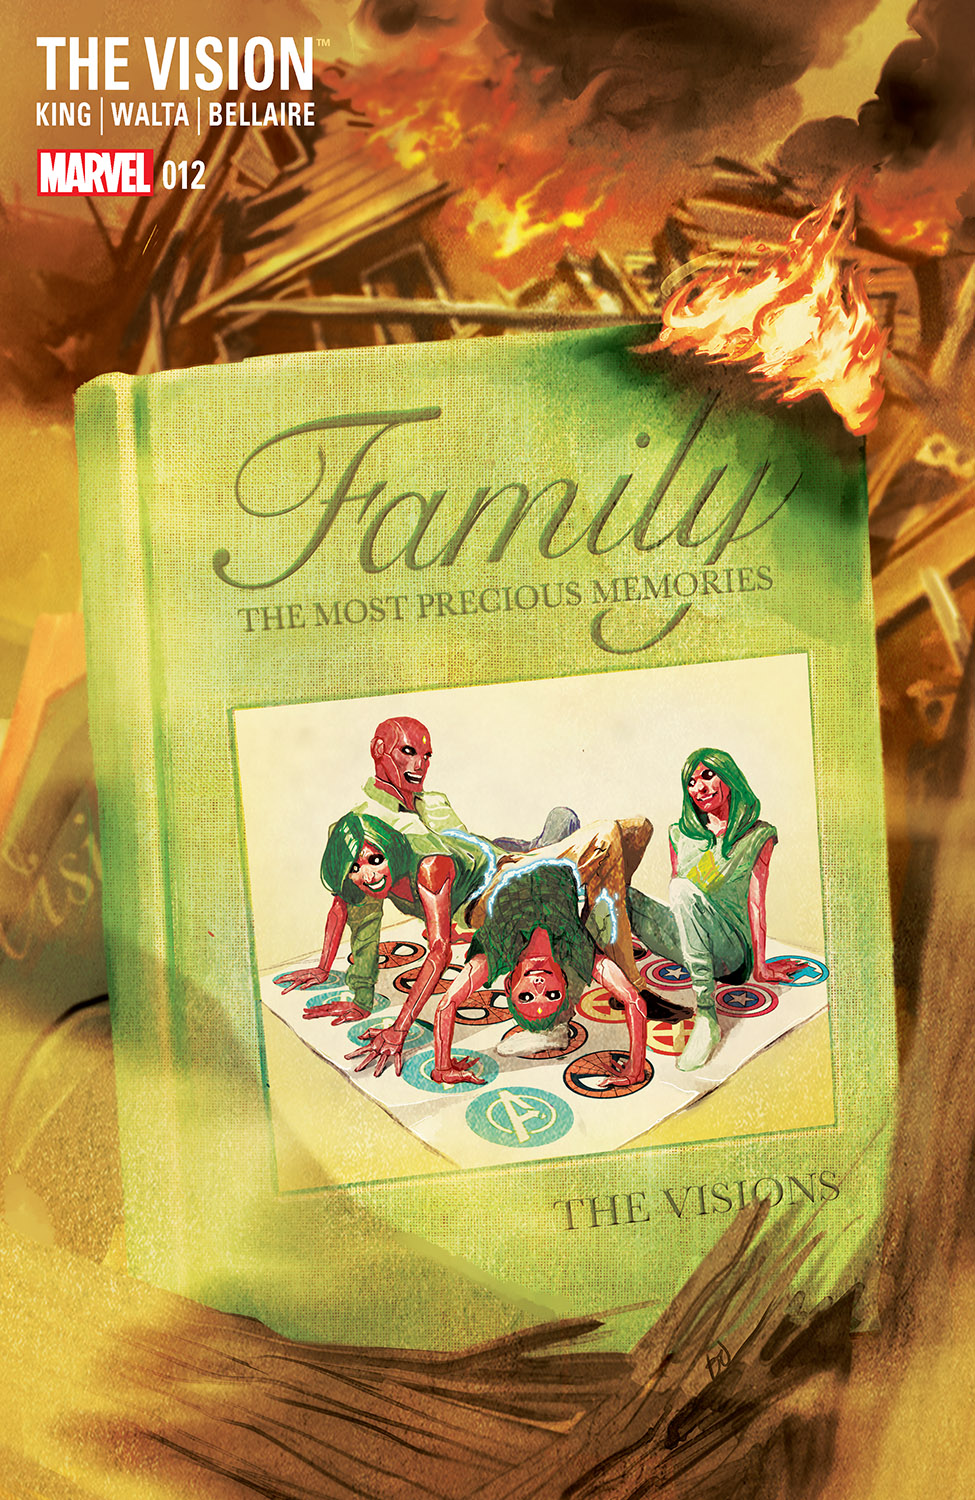 THE VISION™
KING | WALTA | BELLAIRE
MARVEL 012
Family
THE MOST PRECIOUS MEMORIES
A
THE VISIONS